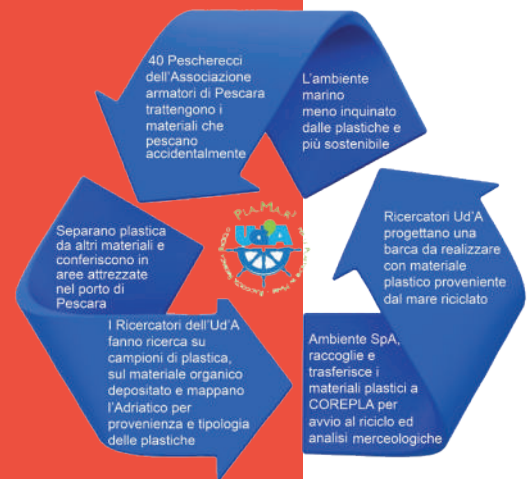 40 Pescherecci
dell'Associazione
armatori di Pescara
trattengono i
materiali che
pescano
accidentalmente
L'ambiente
marino
meno inquinato
dalle plastiche e
più sostenibile
Separano plastica
da altri materiali e
conferiscono in
aree attrezzate
nel porto di
Pescara
Ud'A
Ricercatori Ud'A
progettano una
barca da realizzare
con materiale
plastico proveniente
dal mare riciclato
I Ricercatori dell'Ud'A
fanno ricerca su
campioni di plastica,
sul materiale organico
depositato e mappano
l'Adriatico per
provenienza e tipologia
delle plastiche
Ambiente SpA,
raccoglie e
trasferisce i
materiali plastici a
COREPLA per
avvio al riciclo ed
analisi merceologiche